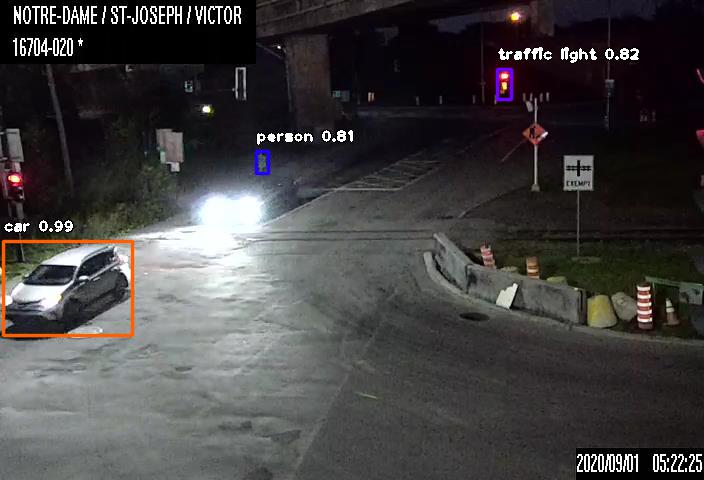 NOTRE-DAME / ST-JOSEPH / VICTOR
16704-020 *
traffic light 0.82
person 0.81
EXEMPT
car 0.99
2020/09/01 05:22:25